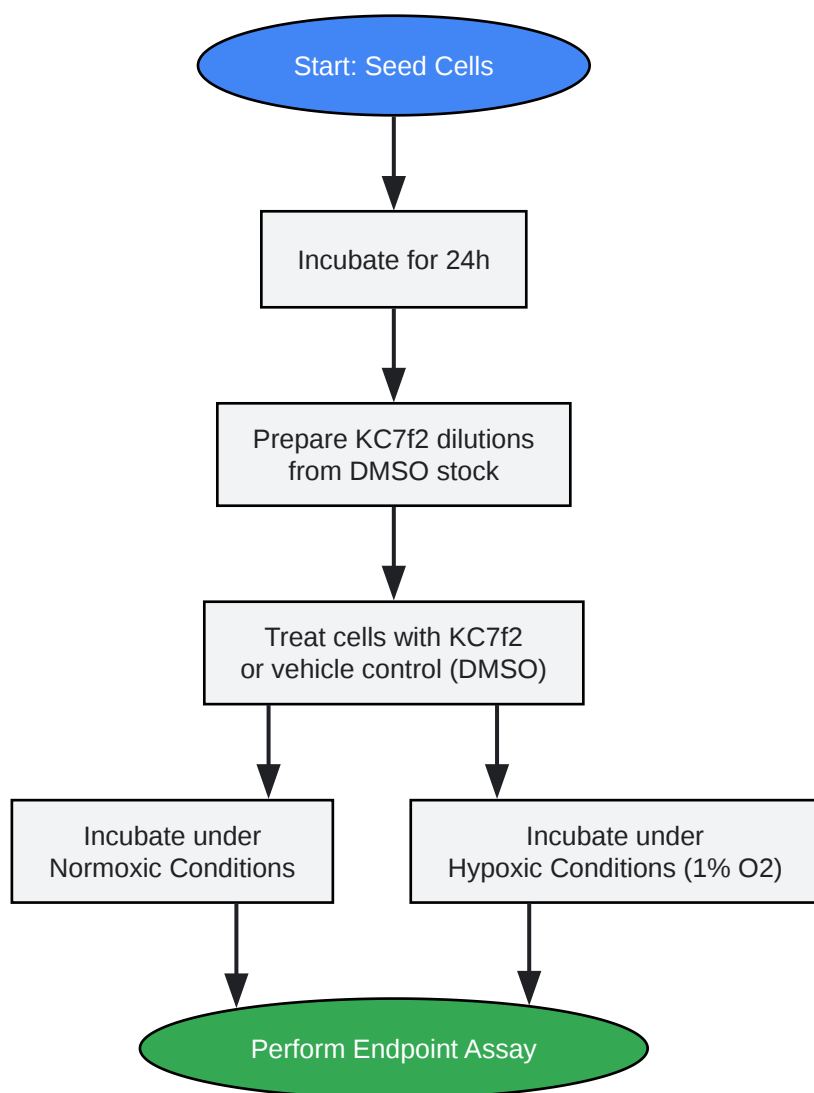 Start: Seed Cells
Incubate for 24h
Prepare KC7f2 dilutions
from DMSO stock
Treat cells with KC7f2
or vehicle control (DMSO)
Incubate under
Normoxic Conditions
Incubate under
Hypoxic Conditions (1% O2)
Perform Endpoint Assay